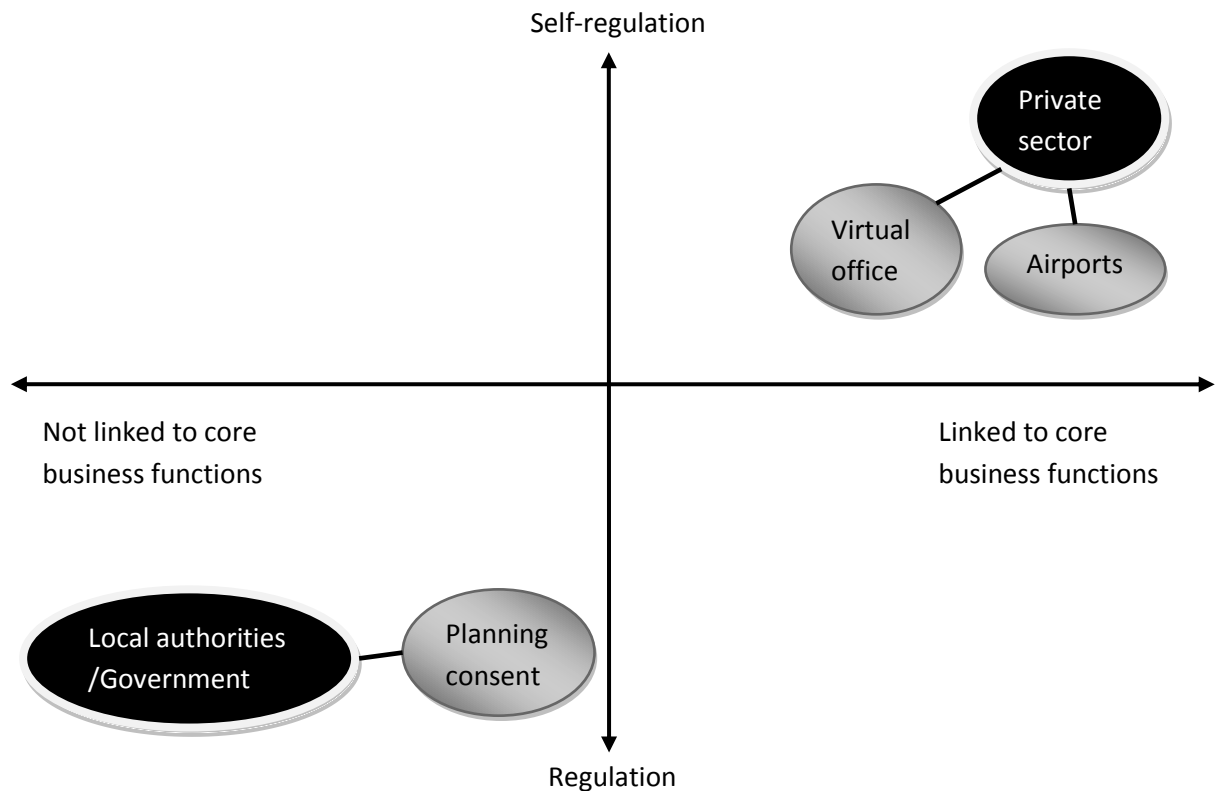 Self-regulation
Private
sector
Virtual
office
Airports
Not linked to core
business functions
Linked to core
business functions
Local authorities
/Government
Planning
consent
Regulation